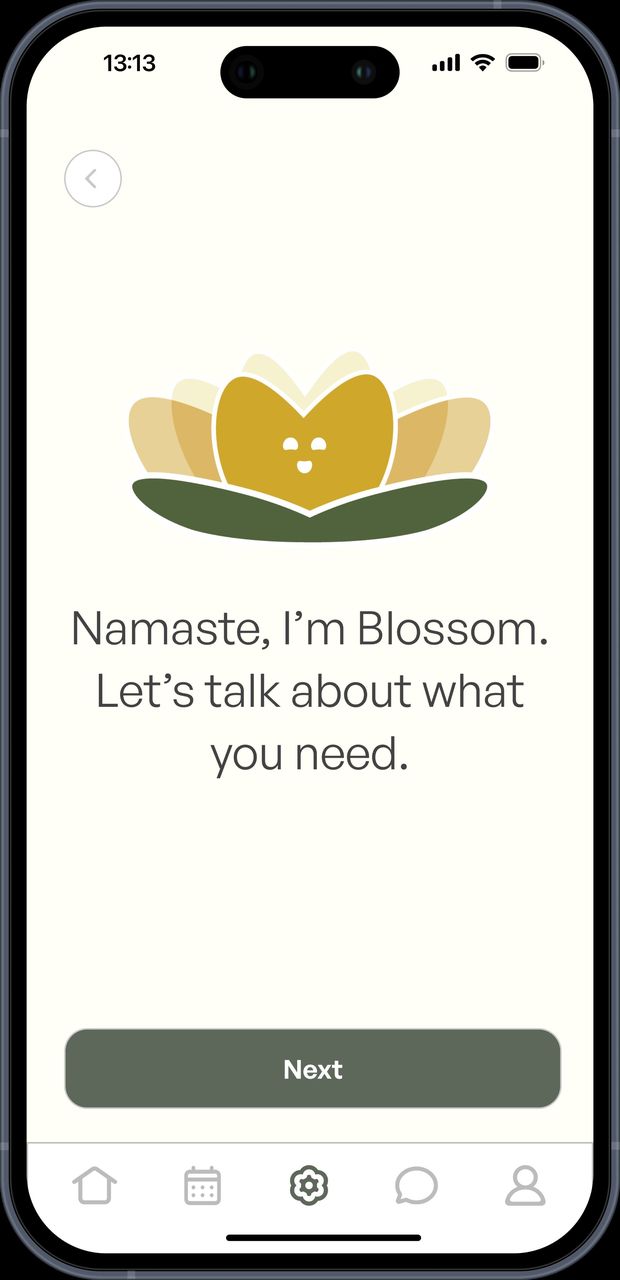 13:13
Namaste, I’m Blossom.
Let’s talk about what
you need.
Next